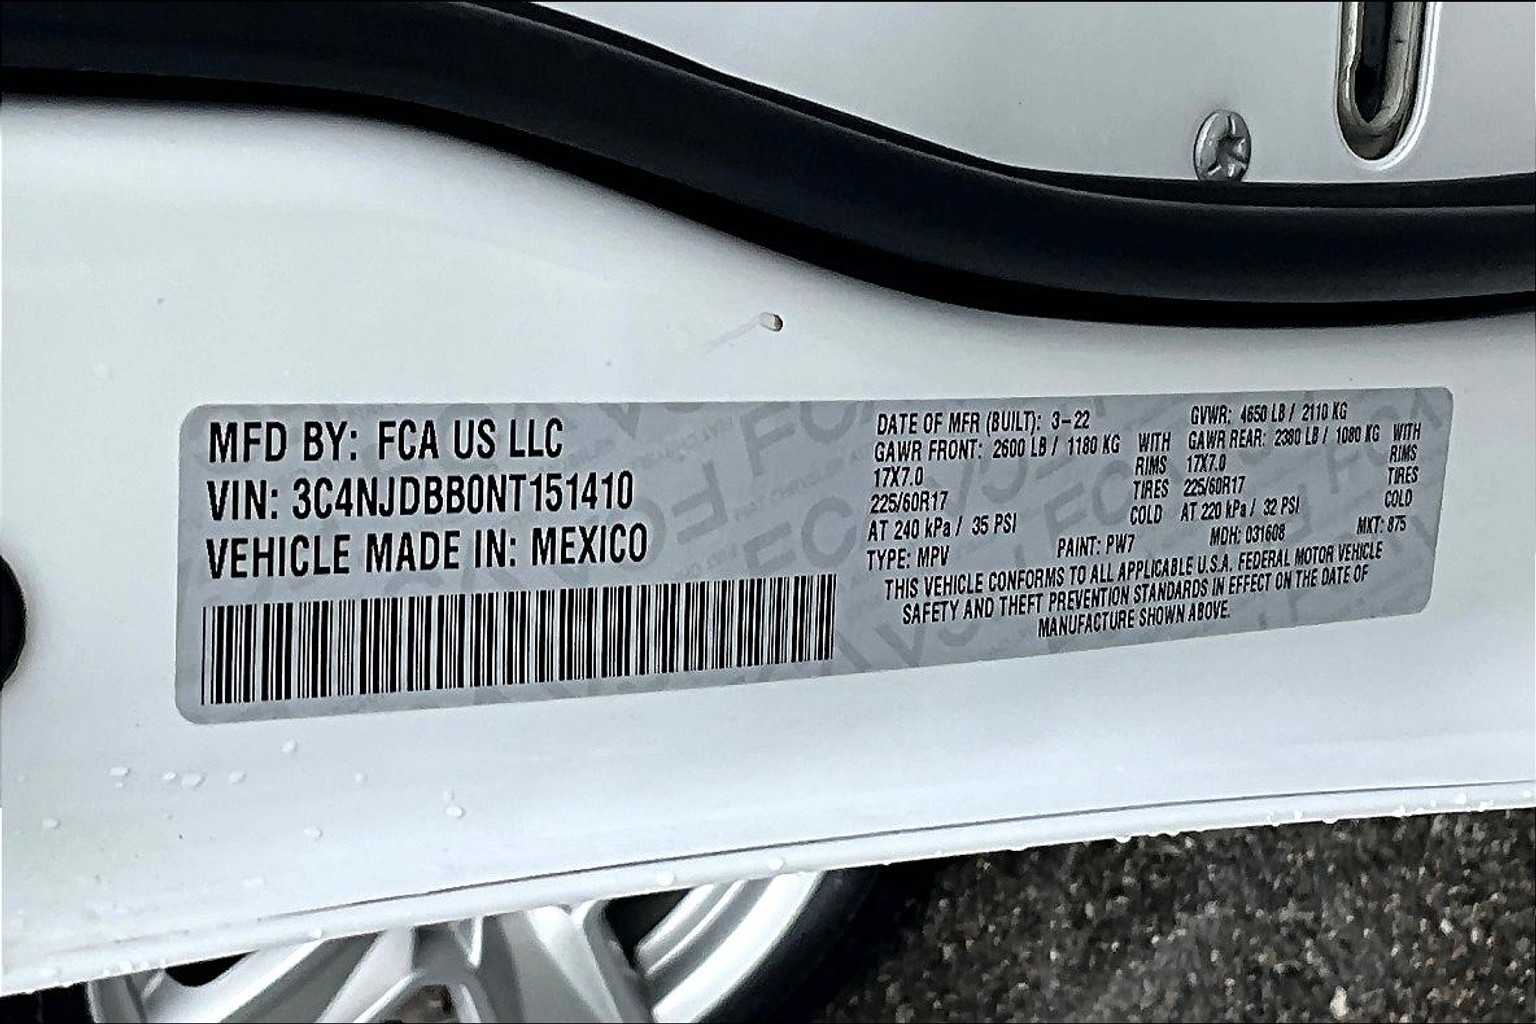 MFD BY: FCA US LLC
VIN: 3C4NJDBB0NT151410
VEHICLE MADE IN: MEXICO
DATE OF MFR (BUILT): 3-22
GAWR FRONT: 2600 LB / 1180 KG WITH
17X7.0 RIMS
225/60R17 TIRES
AT 240 kPa / 35 PSI COLD
TYPE: MPV
GVWR: 4650 LB / 2110 KG
GAWR REAR: 2380 LB / 1080 KG WITH
17X7.0 RIMS
225/60R17 TIRES
AT 220 kPa / 32 PSI COLD
PAINT: PW7 MDH: 031608 MKT: 875
THIS VEHICLE CONFORMS TO ALL APPLICABLE U.S.A. FEDERAL MOTOR VEHICLE
SAFETY AND THEFT PREVENTION STANDARDS IN EFFECT ON THE DATE OF
MANUFACTURE SHOWN ABOVE.